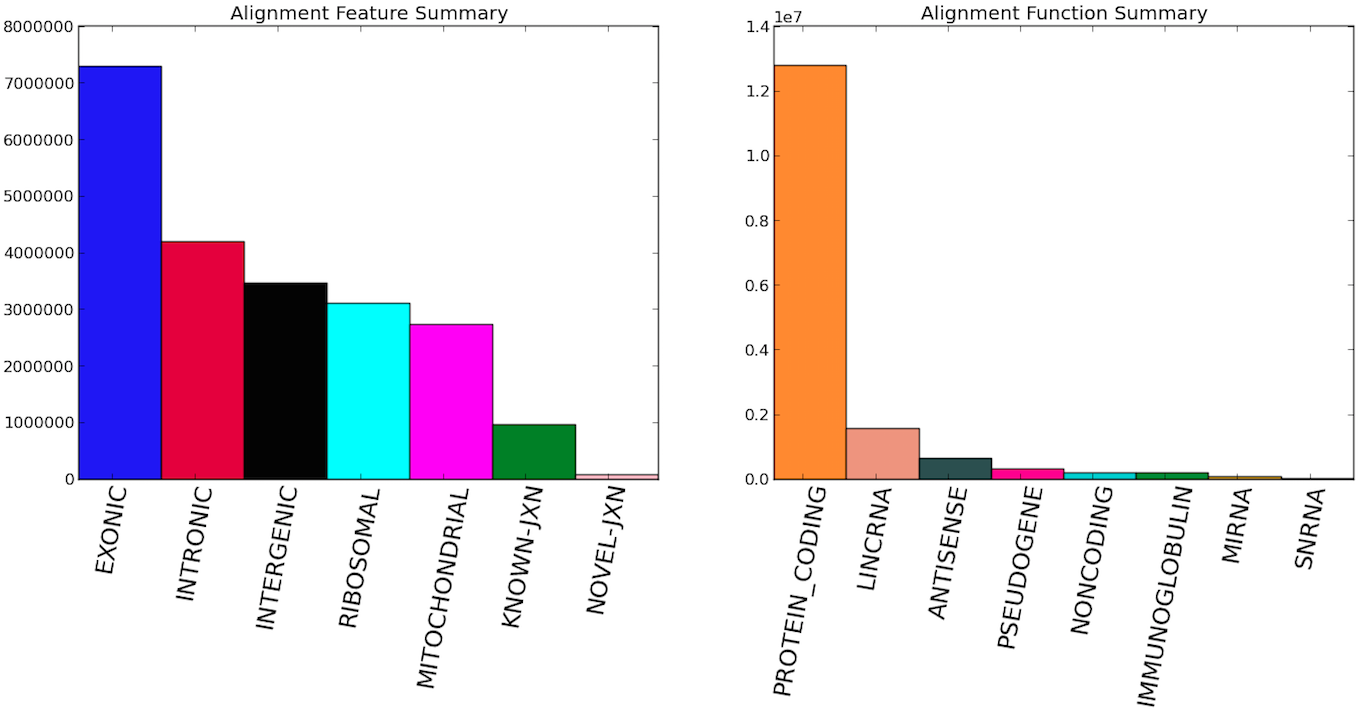 Alignment Feature Summary
8000000
7000000
6000000
5000000
4000000
3000000
2000000
1000000
0
EXONIC
INTRONIC
INTERGENIC
RIBOSOMAL
MITOCHONDRIAL
KNOWN-JXN
NOVEL-JXN
Alignment Function Summary
1e7
1.4
1.2
1.0
0.8
0.6
0.4
0.2
0.0
PROTEIN_CODING
LINCRNA
ANTISENSE
PSEUDOGENE
NONCODING
IMMUNOGLOBULIN
MIRNA
SNRNA